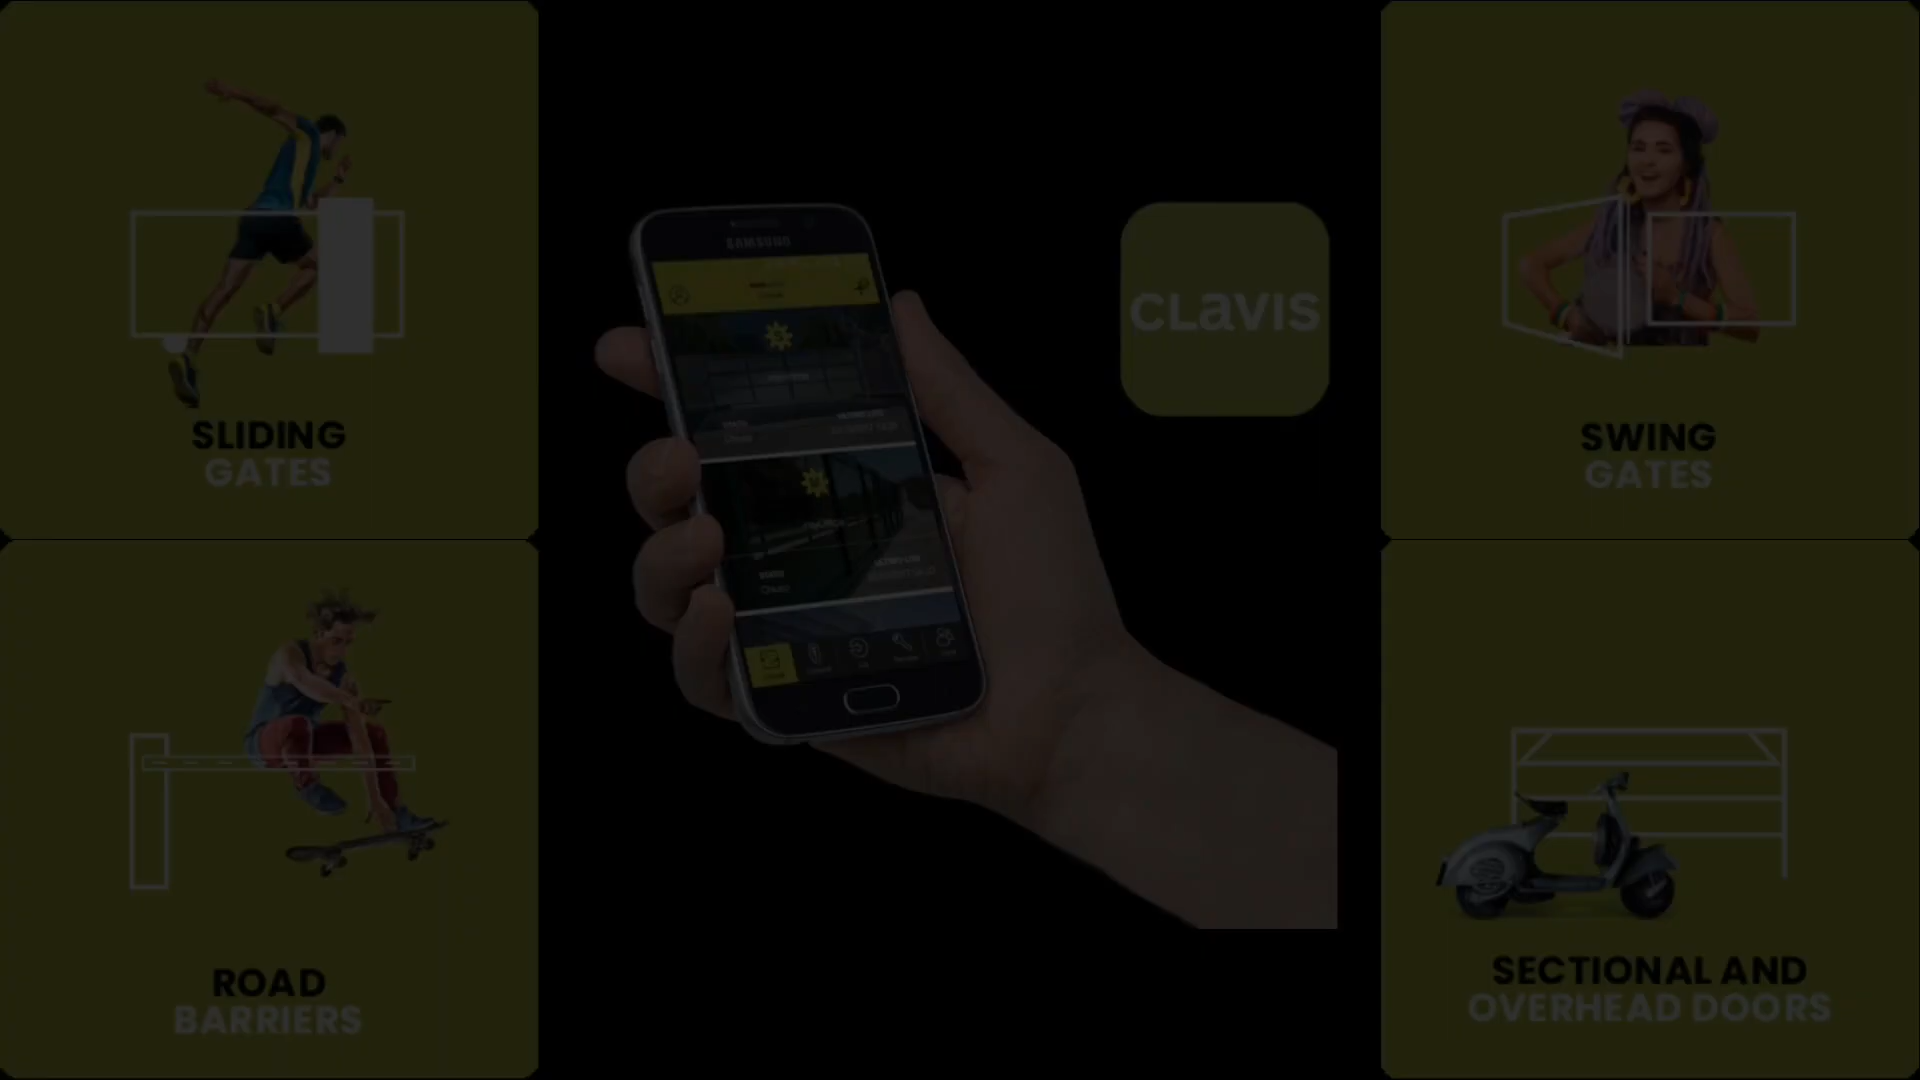 SLIDING
GATES
SAMSUNG
CLAVIS
SWING
GATES
ROAD
BARRIERS
SECTIONAL AND
OVERHEAD DOORS